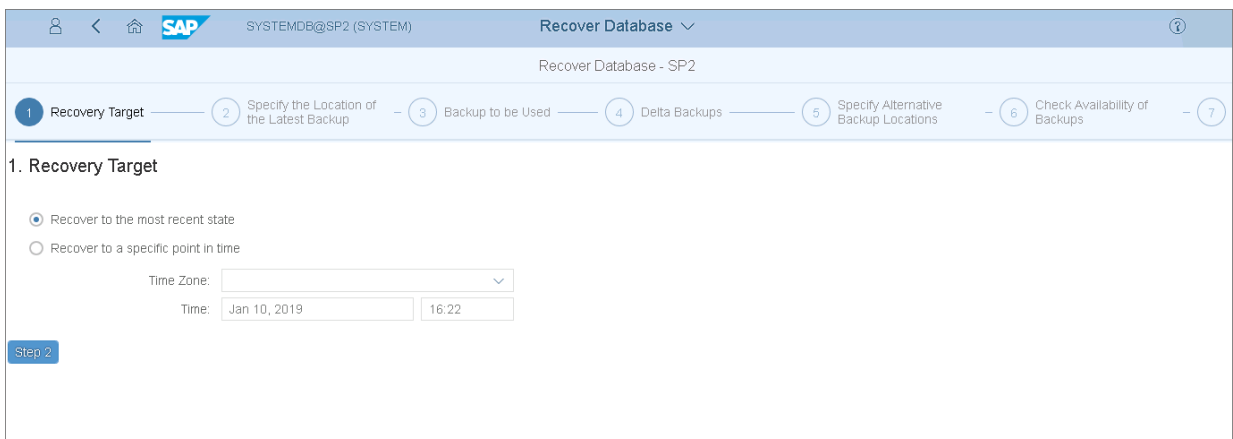 SAP SYSTEMDB@SP2 (SYSTEM) Recover Database
Recover Database - SP2
1 Recovery Target
2 Specify the Location of
the Latest Backup
3 Backup to be Used
4 Delta Backups
5 Specify Alternative
Backup Locations
6 Check Availability of
Backups
7
1. Recovery Target
Recover to the most recent state
Recover to a specific point in time
Time Zone:
Time: Jan 10, 2019 16:22
Step 2